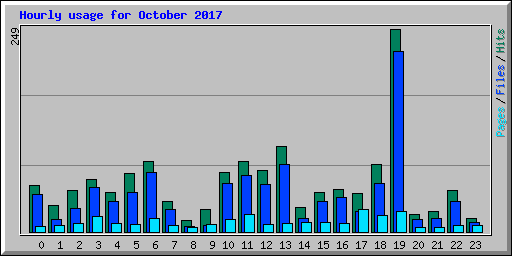 Hourly usage for October 2017
249
Pages/Files/Hits
0 1 2 3 4 5 6 7 8 9 10 11 12 13 14 15 16 17 18 19 20 21 22 23